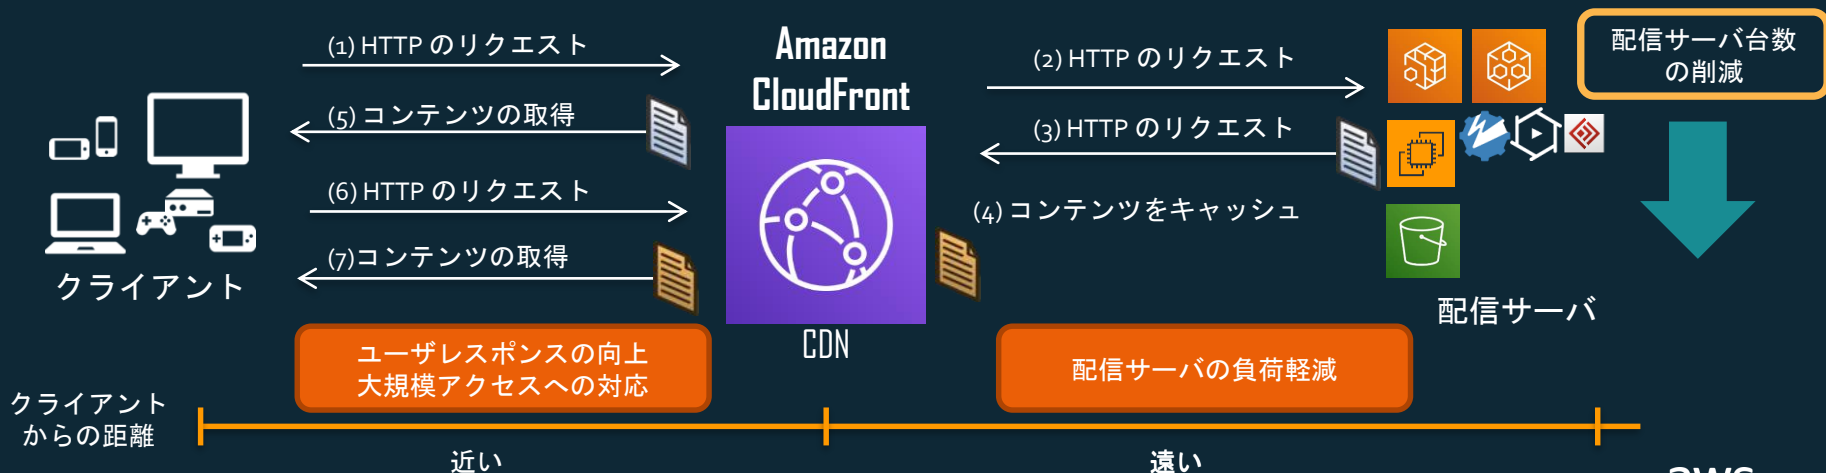 (1) HTTP のリクエスト
Amazon
CloudFront
(2) HTTP のリクエスト
配信サーバ台数
の削減
(5) コンテンツの取得
(3) HTTP のリクエスト
(6) HTTP のリクエスト
(4) コンテンツをキャッシュ
(7)コンテンツの取得
クライアント
配信サーバ
CDN
ユーザレスポンスの向上
大規模アクセスへの対応
配信サーバの負荷軽減
クライアント
からの距離
近い
遠い
aws